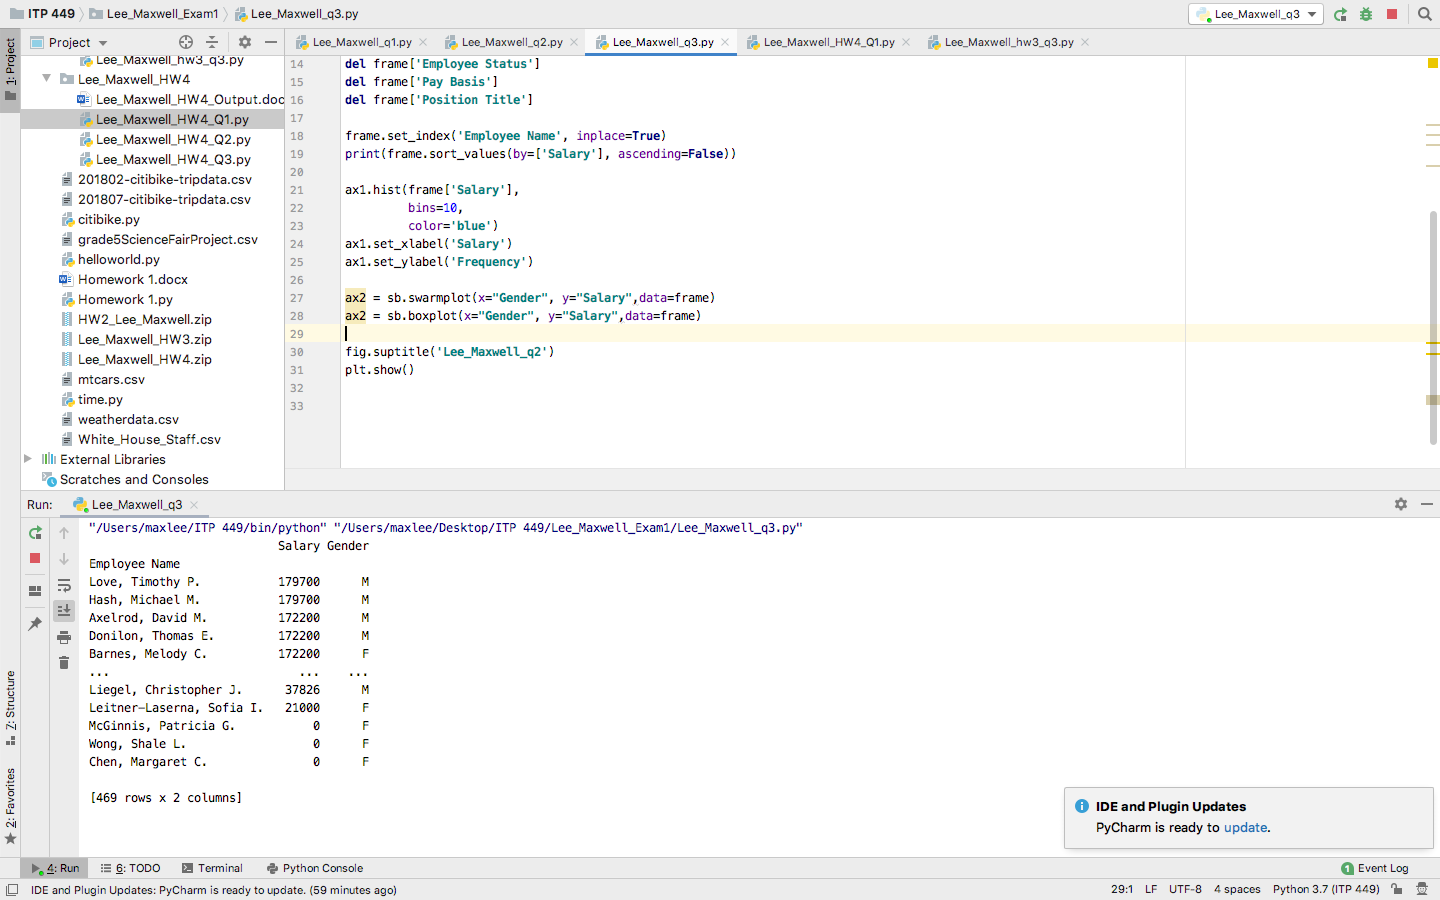 ITP 449 Lee_Maxwell_Exam1 Lee_Maxwell_q3.py Lee_Maxwell_q3
1: Project
Project
Lee_Maxwell_q1.py Lee_Maxwell_q2.py Lee_Maxwell_q3.py Lee_Maxwell_HW4_Q1.py Lee_Maxwell_hw3_q3.py
Lee_Maxwell_hw3_q3.py
Lee_Maxwell_HW4
Lee_Maxwell_HW4_Output.doc
Lee_Maxwell_HW4_Q1.py
Lee_Maxwell_HW4_Q2.py
Lee_Maxwell_HW4_Q3.py
201802-citibike-tripdata.csv
201807-citibike-tripdata.csv
citibike.py
grade5ScienceFairProject.csv
helloworld.py
Homework 1.docx
Homework 1.py
HW2_Lee_Maxwell.zip
Lee_Maxwell_HW3.zip
Lee_Maxwell_HW4.zip
mtcars.csv
time.py
weatherdata.csv
White_House_Staff.csv
External Libraries
Scratches and Consoles
14 del frame['Employee Status']
15 del frame['Pay Basis']
16 del frame['Position Title']
17
18 frame.set_index('Employee Name', inplace=True)
19 print(frame.sort_values(by=['Salary'], ascending=False))
20
21 ax1.hist(frame['Salary'],
22 bins=10,
23 color='blue')
24 ax1.set_xlabel('Salary')
25 ax1.set_ylabel('Frequency')
26
27 ax2 = sb.swarmplot(x="Gender", y="Salary",data=frame)
28 ax2 = sb.boxplot(x="Gender", y="Salary",data=frame)
29
30 fig.suptitle('Lee_Maxwell_q2')
31 plt.show()
32
33
Run: Lee_Maxwell_q3
"/Users/maxlee/ITP 449/bin/python" "/Users/maxlee/Desktop/ITP 449/Lee_Maxwell_Exam1/Lee_Maxwell_q3.py"
Salary Gender
Employee Name
Love, Timothy P. 179700 M
Hash, Michael M. 179700 M
Axelrod, David M. 172200 M
Donilon, Thomas E. 172200 M
Barnes, Melody C. 172200 F
... ... ...
Liegel, Christopher J. 37826 M
Leitner-Laserna, Sofia I. 21000 F
McGinnis, Patricia G. 0 F
Wong, Shale L. 0 F
Chen, Margaret C. 0 F
[469 rows x 2 columns]
7: Structure
2: Favorites
IDE and Plugin Updates
PyCharm is ready to update.
4: Run 6: TODO Terminal Python Console 1 Event Log
IDE and Plugin Updates: PyCharm is ready to update. (59 minutes ago) 29:1 LF UTF-8 4 spaces Python 3.7 (ITP 449)